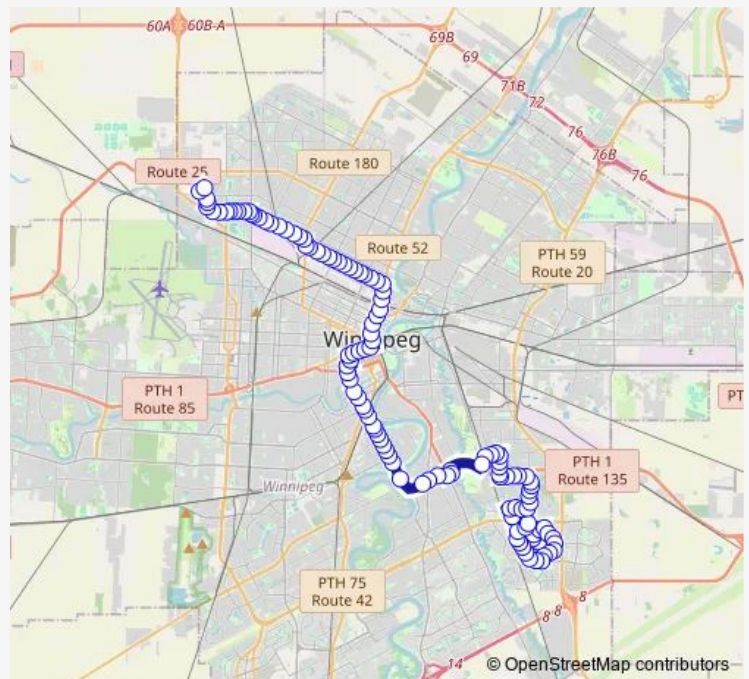 60A
60B-A
69B
69
71B
72
76
76B
76
Route 25
Route 180
Route 52
PTH 59
Route 20
Winnipeg
PTH 1
Route 85
PT
Winnipeg
PTH 1
Route 135
PTH 75
Route 42
8
8
8
14
© OpenStreetMap contributors